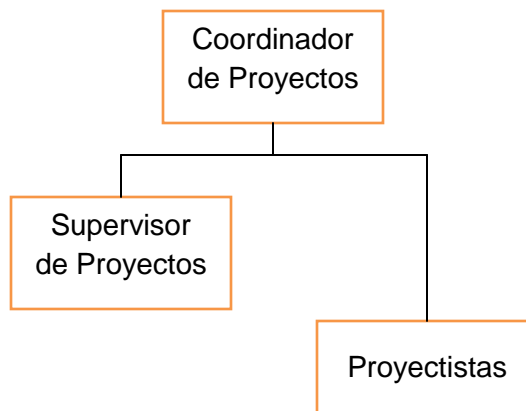 Coordinador
de Proyectos
Supervisor
de Proyectos
Proyectistas